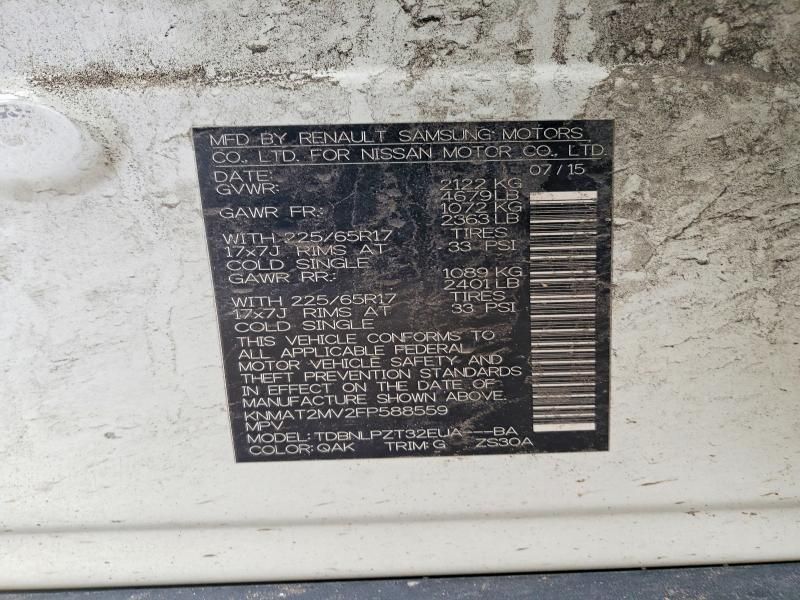 MFD BY RENAULT SAMSUNG MOTORS
CO., LTD. FOR NISSAN MOTOR CO., LTD.
DATE: 07/15
GVWR: 2122 KG
4679 LB
GAWR FR: 1072 KG
2363 LB
WITH 225/65R17 TIRES
17x7J RIMS AT 33 PSI
COLD SINGLE
GAWR RR: 1089 KG
2401 LB
WITH 225/65R17 TIRES
17x7J RIMS AT 33 PSI
COLD SINGLE
THIS VEHICLE CONFORMS TO
ALL APPLICABLE FEDERAL
MOTOR VEHICLE SAFETY AND
THEFT PREVENTION STANDARDS
IN EFFECT ON THE DATE OF
MANUFACTURE SHOWN ABOVE.
KNMAT2MV2FP588559
MPV
MODEL: TDBNLPZT32EUA---BA
COLOR: QAK TRIM: G ZS30A